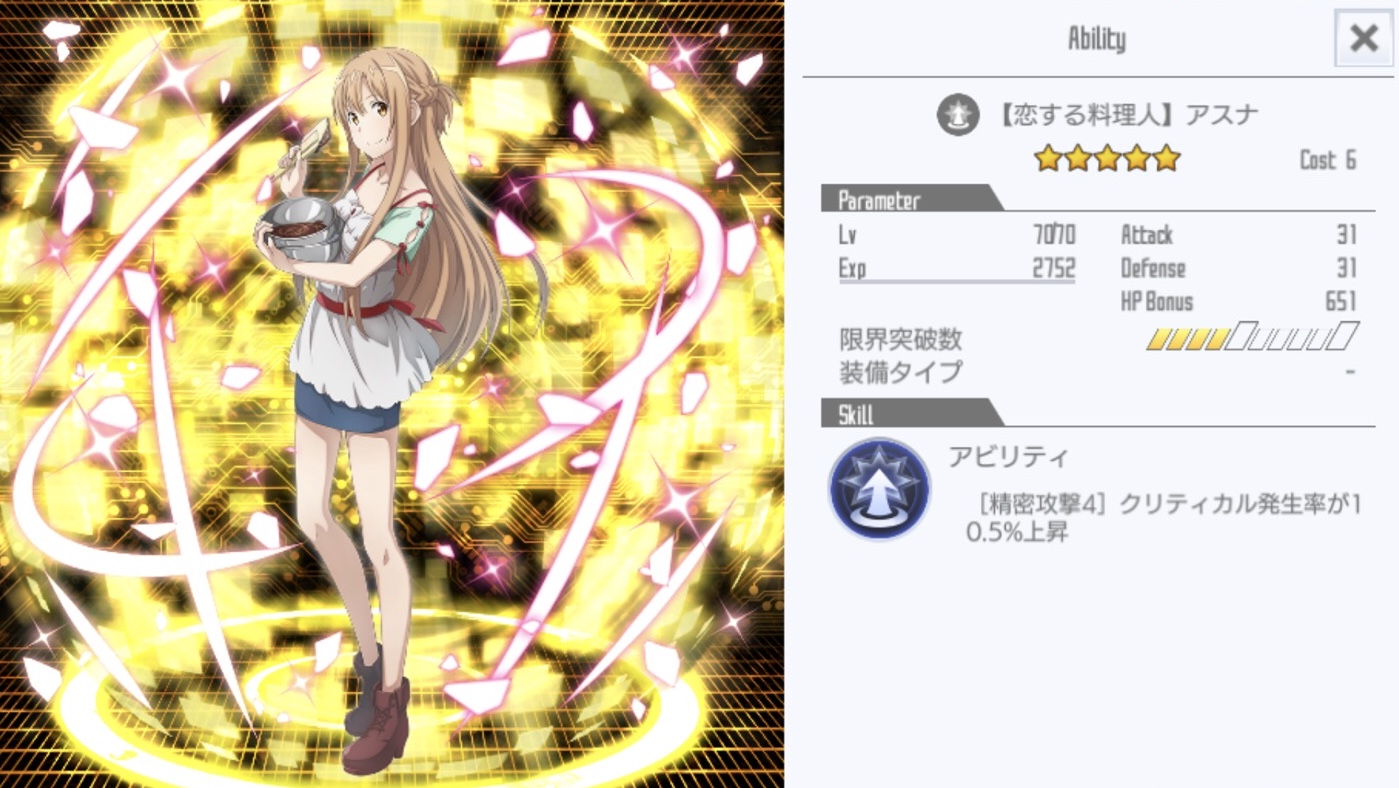 Ability
【恋する料理人】アスナ
Cost 6
Parameter
Lv 70/70
Attack 31
Exp 2752
Defense 31
HP Bonus 651
限界突破数
装備タイプ -
Skill
アビリティ
［精密攻撃4］クリティカル発生率が1
0.5%上昇